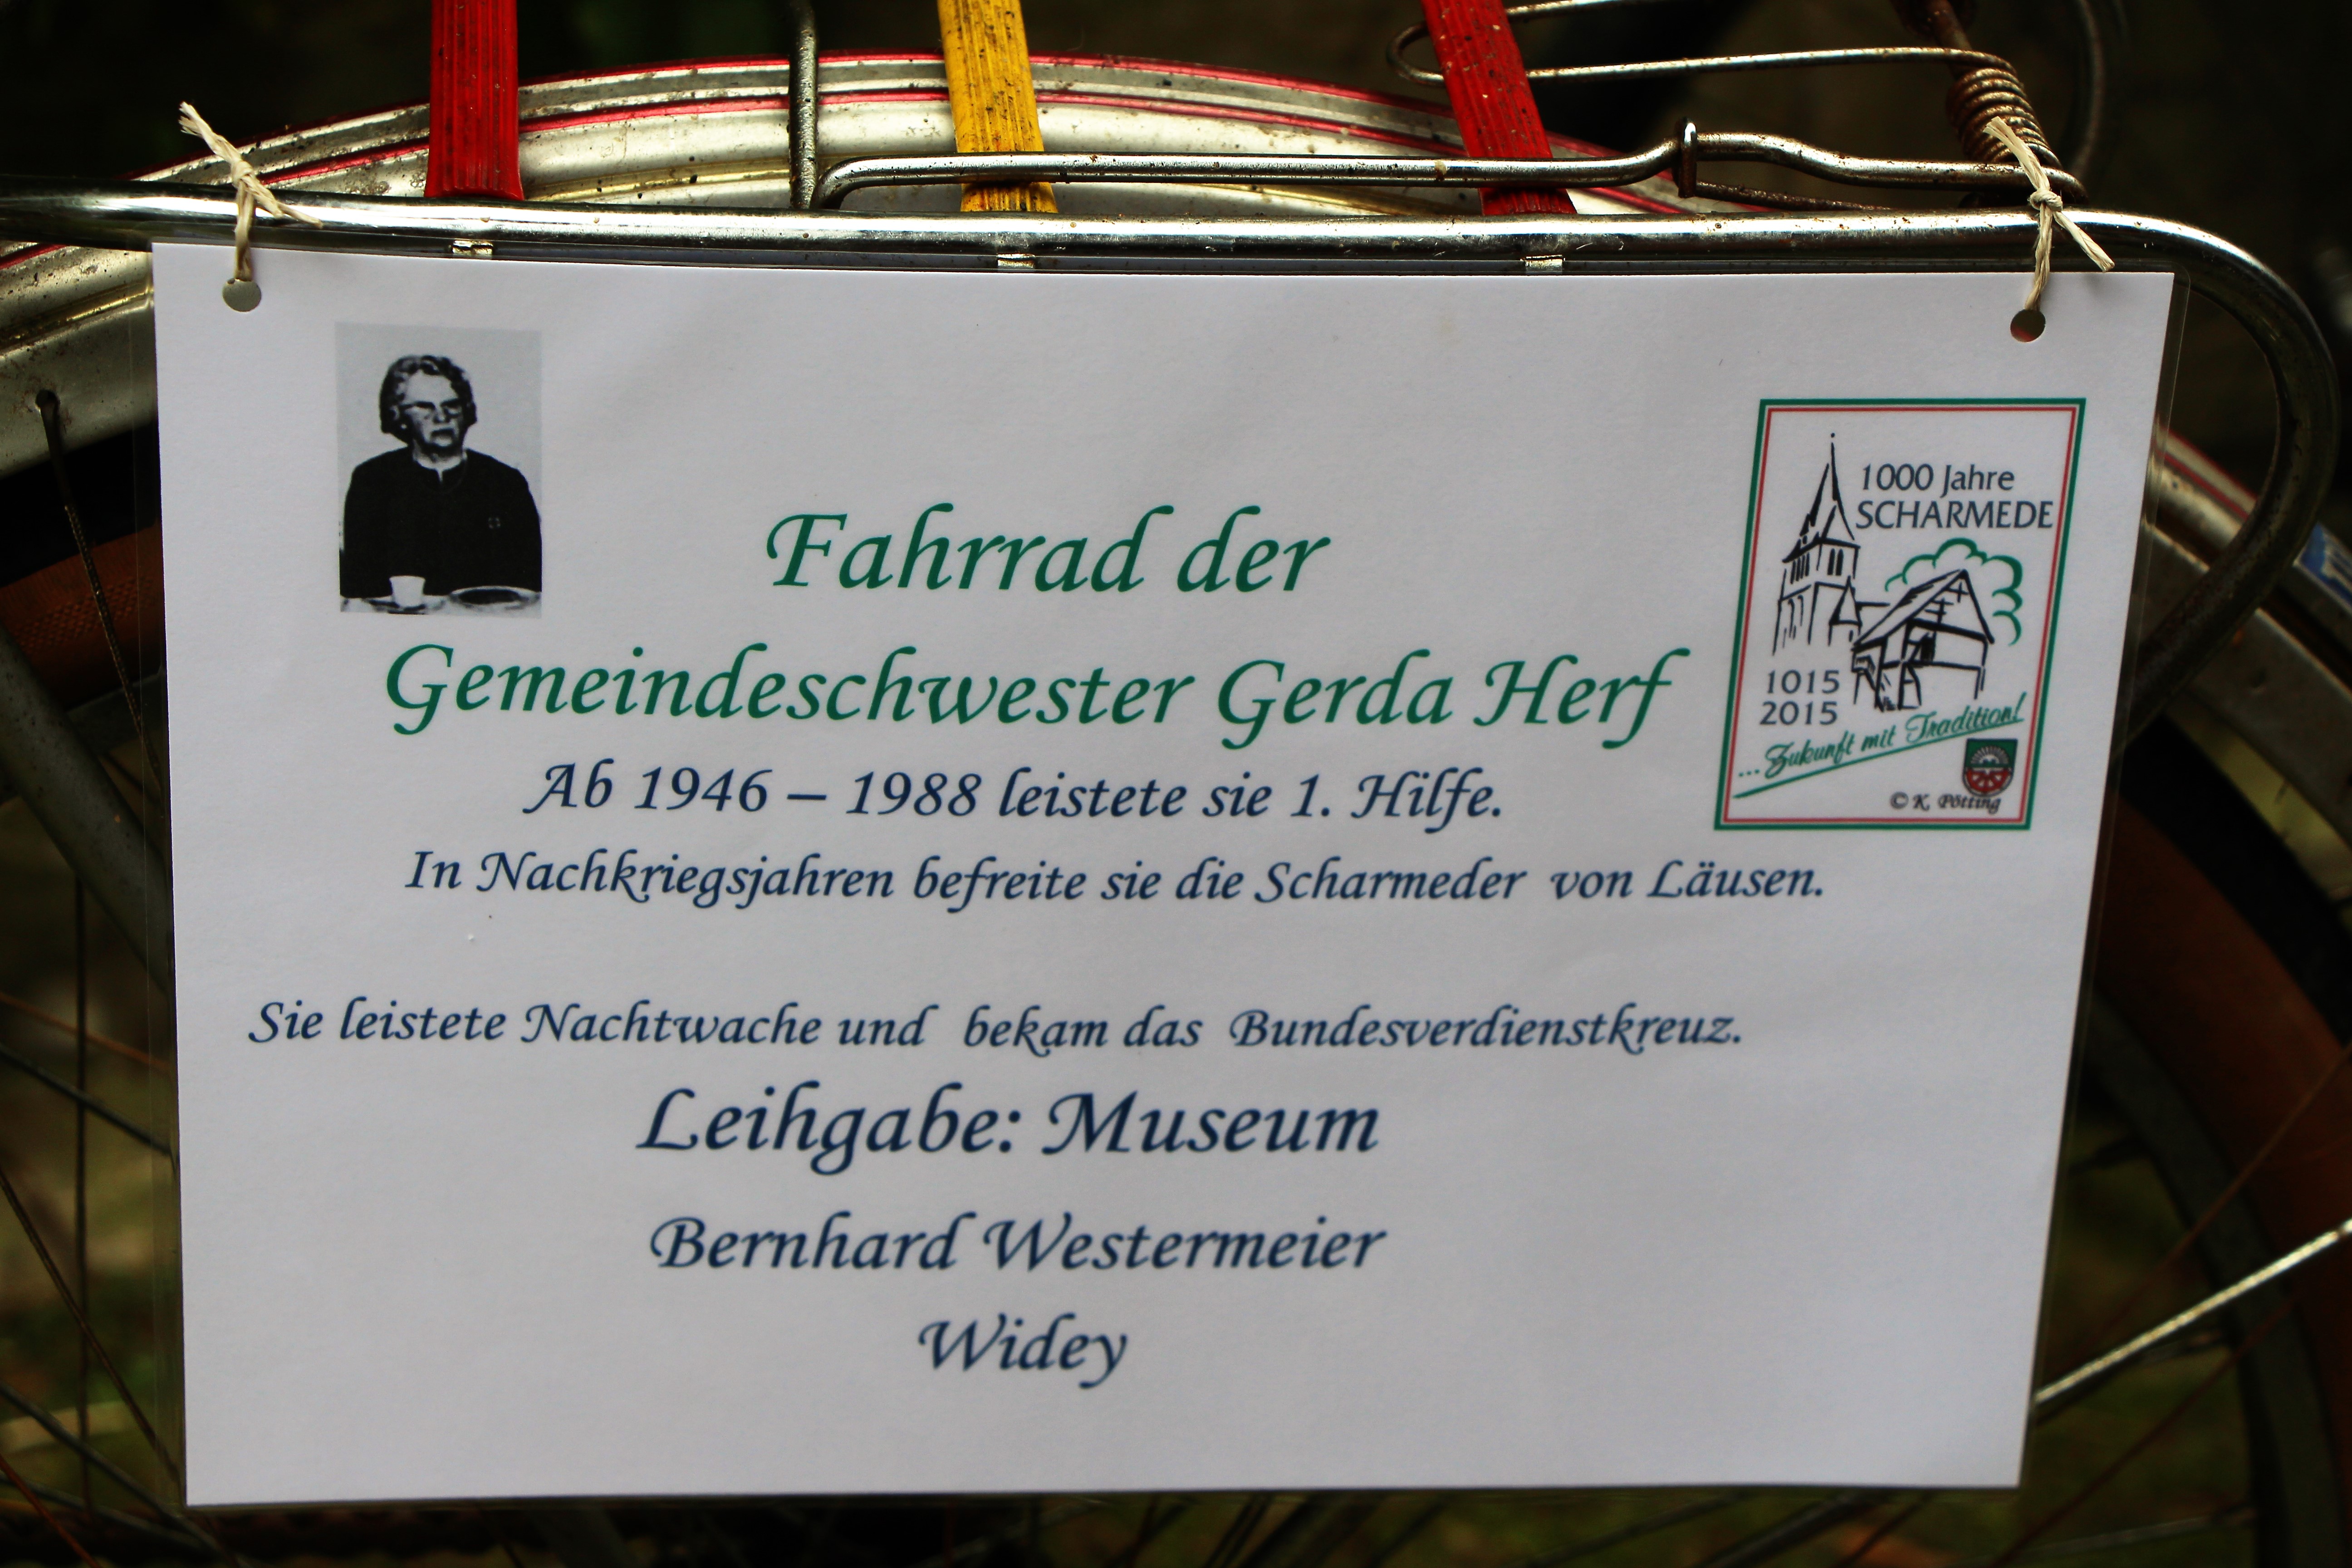 Fahrrad der
Gemeindeschwester Gerda Herf
Ab 1946 – 1988 leistete sie 1. Hilfe.
In Nachkriegsjahren befreite sie die Scharmeder von Läusen.
Sie leistete Nachtwache und bekam das Bundesverdienstkreuz.
Leihgabe: Museum
Bernhard Westermeier
Widey
1000 Jahre
SCHARMEDE
1015
2015
...Zukunft mit Tradition!
© K. Pötting